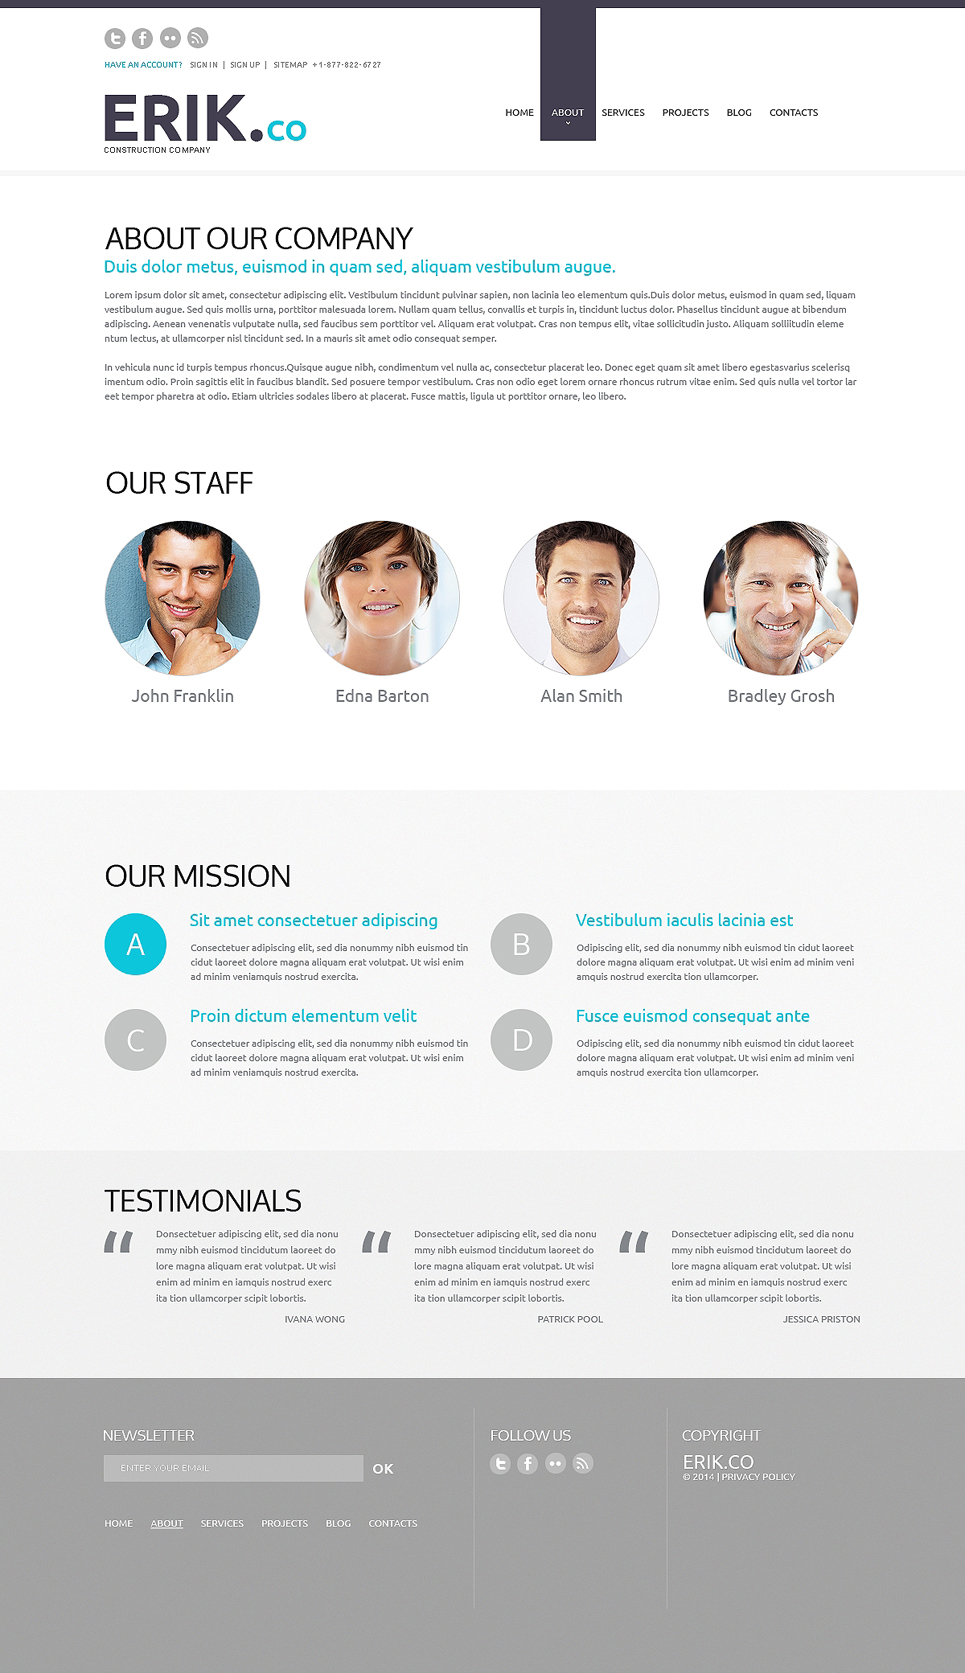 HAVE AN ACCOUNT? SIGN IN | SIGN UP | SITEMAP +1-877-822-6727
ERIK.co
CONSTRUCTION COMPANY
HOME ABOUT SERVICES PROJECTS BLOG CONTACTS
ABOUT OUR COMPANY
Duis dolor metus, euismod in quam sed, aliquam vestibulum augue.
Lorem ipsum dolor sit amet, consectetur adipiscing elit. Vestibulum tincidunt pulvinar sapien, non lacinia leo elementum quis.Duis dolor metus, euismod in quam sed, liquam
vestibulum augue. Sed quis mollis urna, porttitor malesuada lorem. Nullam quam tellus, convallis et turpis in, tincidunt luctus dolor. Phasellus tincidunt augue at bibendum
adipiscing. Aenean venenatis vulputate nulla, sed faucibus sem porttitor vel. Aliquam erat volutpat. Cras non tempus elit, vitae sollicitudin justo. Aliquam solliitudin eleme
ntum lectus, at ullamcorper nisl tincidunt sed. In a mauris sit amet odio consequat semper.
In vehicula nunc id turpis tempus rhoncus.Quisque augue nibh, condimentum vel nulla ac, consectetur placerat leo. Donec eget quam sit amet libero egestasvarius scelerisq
imentum odio. Proin sagittis elit in faucibus blandit. Sed posuere tempor vestibulum. Cras non odio eget lorem ornare rhoncus rutrum vitae enim. Sed quis nulla vel tortor lar
eet tempor pharetra at odio. Etiam ultricies sodales libero at placerat. Fusce mattis, ligula ut porttitor ornare, leo libero.
OUR STAFF
John Franklin
Edna Barton
Alan Smith
Bradley Grosh
OUR MISSION
A
Sit amet consectetuer adipiscing
Consectetuer adipiscing elit, sed dia nonummy nibh euismod tin
cidut laoreet dolore magna aliquam erat volutpat. Ut wisi enim
ad minim veniamquis nostrud exercita.
B
Vestibulum iaculis lacinia est
Odipiscing elit, sed dia nonummy nibh euismod tin cidut laoreet
dolore magna aliquam erat volutpat. Ut wisi enim ad minim veni
amquis nostrud exercita tion ullamcorper.
C
Proin dictum elementum velit
Consectetuer adipiscing elit, sed dia nonummy nibh euismod tin
cidut laoreet dolore magna aliquam erat volutpat. Ut wisi enim
ad minim veniamquis nostrud exercita.
D
Fusce euismod consequat ante
Odipiscing elit, sed dia nonummy nibh euismod tin cidut laoreet
dolore magna aliquam erat volutpat. Ut wisi enim ad minim veni
amquis nostrud exercita tion ullamcorper.
TESTIMONIALS
“
Donsectetuer adipiscing elit, sed dia nonu
mmy nibh euismod tincidutum laoreet do
lore magna aliquam erat volutpat. Ut wisi
enim ad minim en iamquis nostrud exerc
ita tion ullamcorper scipit lobortis.
IVANA WONG
“
Donsectetuer adipiscing elit, sed dia nonu
mmy nibh euismod tincidutum laoreet do
lore magna aliquam erat volutpat. Ut wisi
enim ad minim en iamquis nostrud exerc
ita tion ullamcorper scipit lobortis.
PATRICK POOL
“
Donsectetuer adipiscing elit, sed dia nonu
mmy nibh euismod tincidutum laoreet do
lore magna aliquam erat volutpat. Ut wisi
enim ad minim en iamquis nostrud exerc
ita tion ullamcorper scipit lobortis.
JESSICA PRISTON
NEWSLETTER
ENTER YOUR EMAIL OK
HOME ABOUT SERVICES PROJECTS BLOG CONTACTS
FOLLOW US
COPYRIGHT
ERIK.CO
© 2014 | PRIVACY POLICY